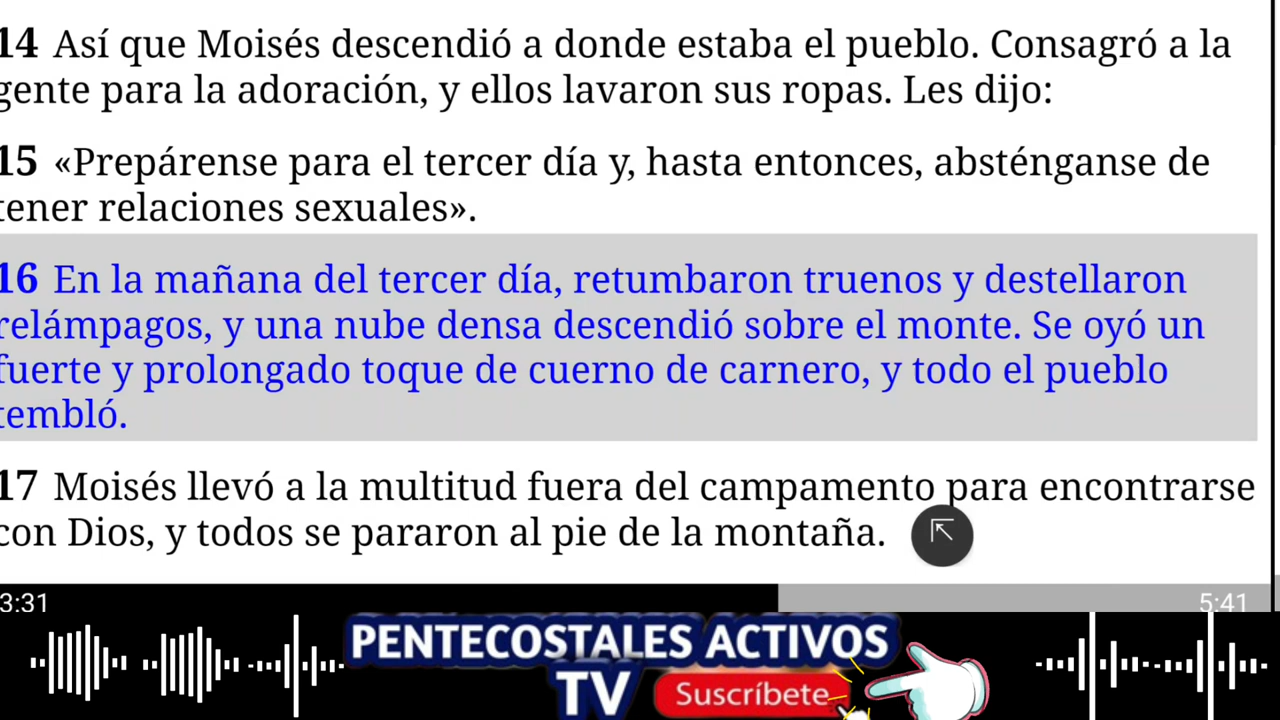 14 Así que Moisés descendió a donde estaba el pueblo. Consagró a la
gente para la adoración, y ellos lavaron sus ropas. Les dijo:
15 «Prepárense para el tercer día y, hasta entonces, absténganse de
tener relaciones sexuales».
16 En la mañana del tercer día, retumbaron truenos y destellaron
relámpagos, y una nube densa descendió sobre el monte. Se oyó un
fuerte y prolongado toque de cuerno de carnero, y todo el pueblo
tembló.
17 Moisés llevó a la multitud fuera del campamento para encontrarse
con Dios, y todos se pararon al pie de la montaña.
3:31 5:41
PENTECOSTALES ACTIVOS
TV Suscríbete